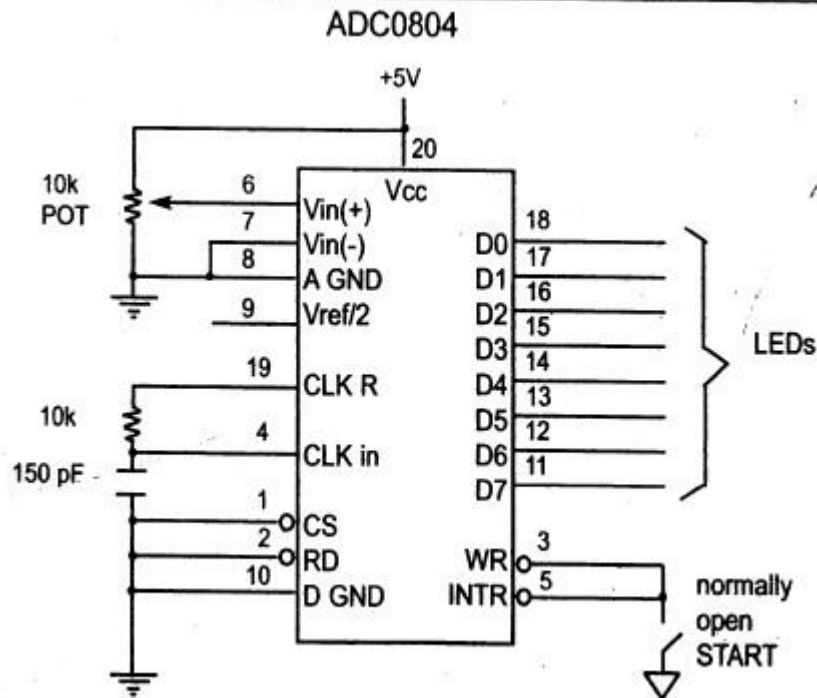 ADC0804
+5V
20
Vcc
10k
POT
6
Vin(+)
7
Vin(-)
8
A GND
9
Vref/2
19
CLK R
10k
4
CLK in
150 pF
1
CS
2
RD
10
D GND
18
D0
17
D1
16
D2
15
D3
14
D4
13
D5
12
D6
11
D7
LEDs
3
WR
5
INTR
normally
open
START